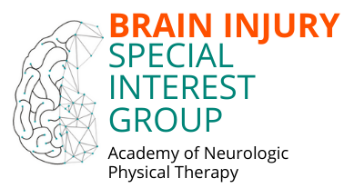 BRAIN INJURY
SPECIAL
INTEREST
GROUP
Academy of Neurologic
Physical Therapy